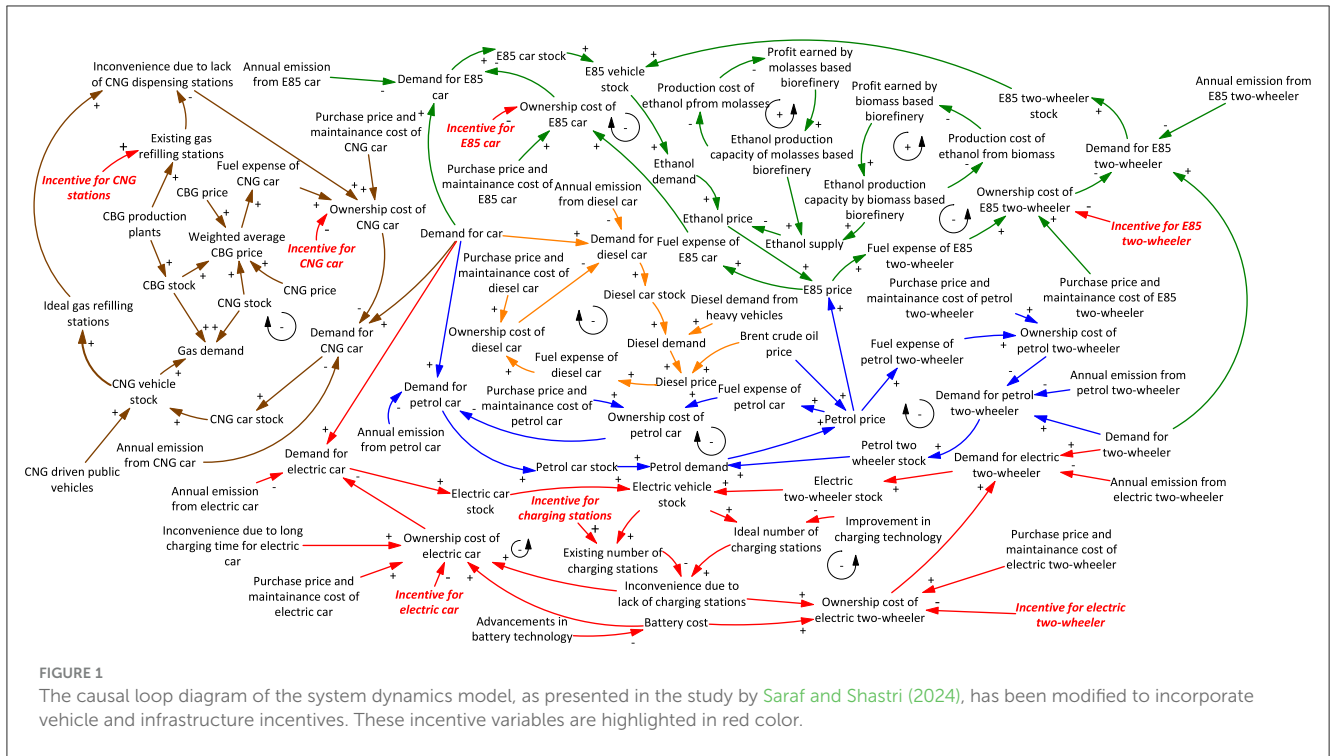 Inconvenience due to lack
of CNG dispensing stations
Annual emission
from E85 car
Demand for E85
car
E85 car stock
E85 vehicle
stock
Ownership cost of
E85 car
Incentive for
E85 car
Purchase price and
maintainance cost of
CNG car
Purchase price and
maintainance cost of
E85 car
Production cost of
ethanol pfrom molasses
Profit earned by
molasses based
biorefinery
Profit earned by
biomass based
biorefinery
Ethanol production
capacity of molasses based
biorefinery
Ethanol production
capacity by biomass based
biorefinery
Production cost of
ethanol from biomass
E85 two-wheeler
stock
Annual emission from
E85 two-wheeler
Demand for E85
two-wheeler
Ownership cost of
E85 two-wheeler
Incentive for E85
two-wheeler
Existing gas
refilling stations
Incentive for CNG
stations
Fuel expense of
CNG car
CBG price
CBG production
plants
Weighted average
CBG price
Incentive for
CNG car
Ownership cost of
CNG car
CBG stock
CNG stock
CNG price
Ideal gas refilling
stations
Gas demand
CNG vehicle
stock
CNG car stock
Demand for
CNG car
Annual emission
from CNG car
CNG driven public
vehicles
Demand for car
Annual emission
from diesel car
Demand for
diesel car
Purchase price and
maintainance cost of
diesel car
Diesel car stock
Ownership cost of
diesel car
Diesel demand
Diesel demand from
heavy vehicles
Fuel expense of
diesel car
Diesel price
Brent crude oil
price
Ethanol
demand
Ethanol price
Ethanol supply
Fuel expense of
E85 car
E85 price
Fuel expense of E85
two-wheeler
Purchase price and
maintainance cost of petrol
two-wheeler
Purchase price and
maintainance cost of E85
two-wheeler
Ownership cost of
petrol two-wheeler
Fuel expense of
petrol two-wheeler
Annual emission from
petrol two-wheeler
Demand for petrol
two-wheeler
Demand for
two-wheeler
Demand for
petrol car
Purchase price and
maintainance cost of
petrol car
Fuel expense of
petrol car
Ownership cost of
petrol car
Annual emission
from petrol car
Petrol price
Petrol car stock
Petrol demand
Petrol two
wheeler stock
Demand for
electric car
Annual emission
from electric car
Electric car
stock
Electric vehicle
stock
Electric
two-wheeler stock
Demand for electric
two-wheeler
Annual emission from
electric two-wheeler
Incentive for
charging stations
Existing number of
charging stations
Ideal number of
charging stations
Improvement in
charging technology
Inconvenience due to long
charging time for electric
car
Ownership cost of
electric car
Purchase price and
maintainance cost of
electric car
Incentive for
electric car
Inconvenience due to
lack of charging stations
Advancements in
battery technology
Battery cost
Ownership cost of
electric two-wheeler
Purchase price and
maintainance cost of
electric two-wheeler
Incentive for electric
two-wheeler
FIGURE 1
The causal loop diagram of the system dynamics model, as presented in the study by Saraf and Shastri (2024), has been modified to incorporate
vehicle and infrastructure incentives. These incentive variables are highlighted in red color.